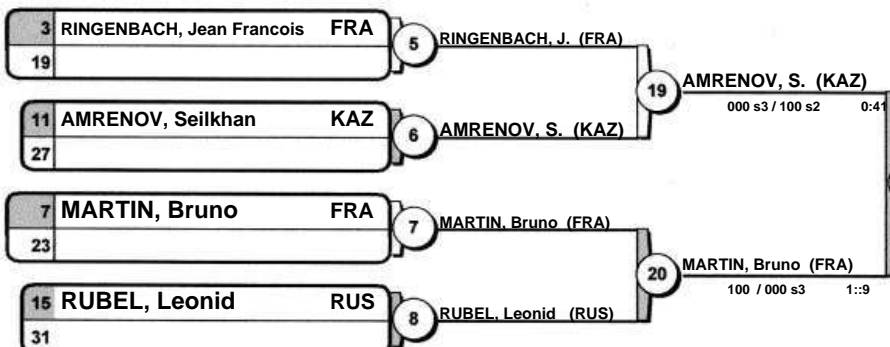 3 RINGENBACH, Jean Francois FRA
19
5
RINGENBACH, J. (FRA)
11 AMRENOV, Seilkhan KAZ
27
6
AMRENOV, S. (KAZ)
19
AMRENOV, S. (KAZ)
000 s3 / 100 s2 0:41
7 MARTIN, Bruno FRA
23
7
MARTIN, Bruno (FRA)
15 RUBEL, Leonid RUS
31
8
RUBEL, Leonid (RUS)
20
MARTIN, Bruno (FRA)
100 / 000 s3 1::9